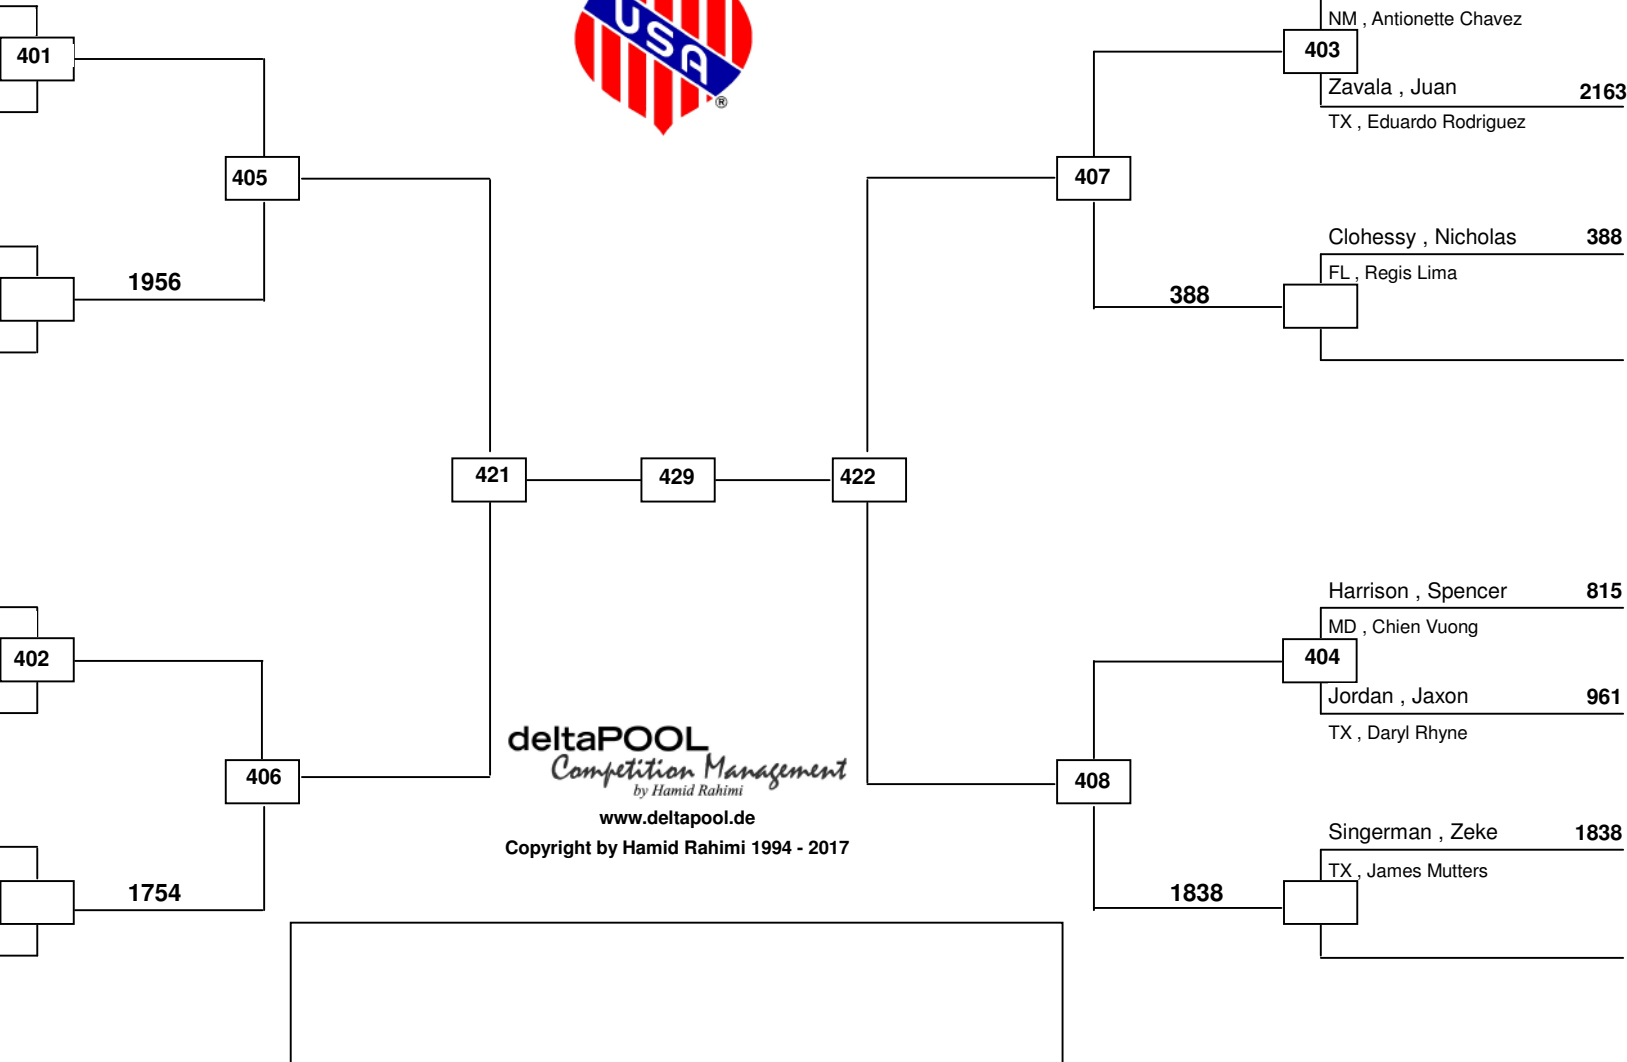 USA
®
NM , Antionette Chavez
401
403
Zavala , Juan 2163
TX , Eduardo Rodriguez
405
407
Clohessy , Nicholas 388
FL , Regis Lima
1956
388
421
429
422
Harrison , Spencer 815
MD , Chien Vuong
402
404
Jordan , Jaxon 961
TX , Daryl Rhyne
deltaPOOL
Competition Management
by Hamid Rahimi
406
408
www.deltapool.de
Copyright by Hamid Rahimi 1994 - 2017
Singerman , Zeke 1838
TX , James Mutters
1754
1838